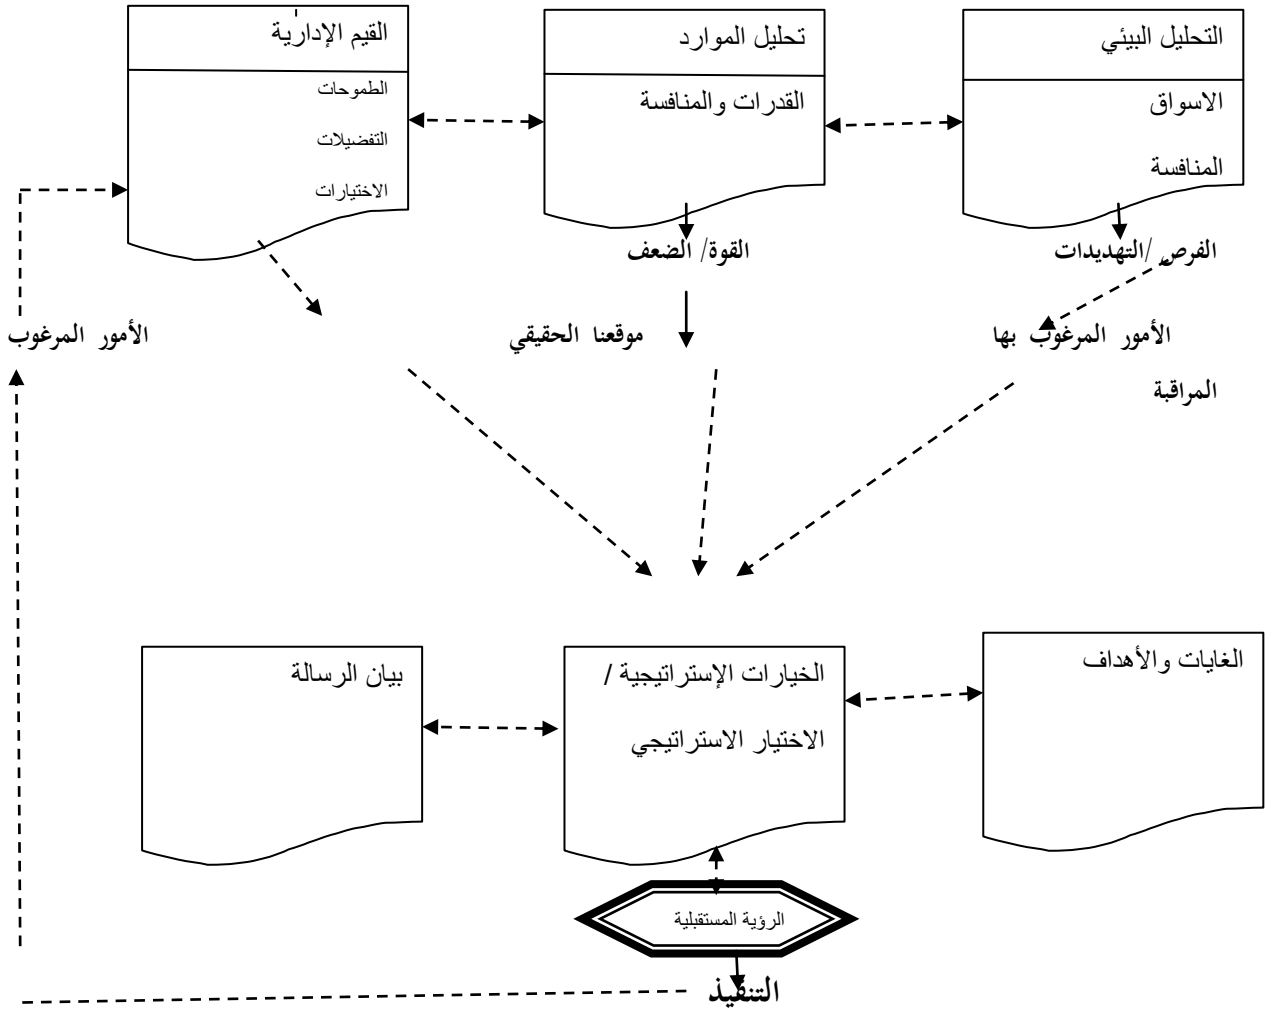 التحليل البيئي
الاسواق
المنافسة
تحليل الموارد
القدرات والمنافسة
القيم الإدارية
الطموحات
التفضيلات
الاختيارات
الفرص /التهديدات
القوة/ الضعف
الأمور المرغوب بها
المراقبة
موقعنا الحقيقي
الأمور المرغوب
الغايات والأهداف
الخيارات الإستراتيجية /
الاختيار الاستراتيجي
بيان الرسالة
الرؤية المستقبلية
التنفيذ